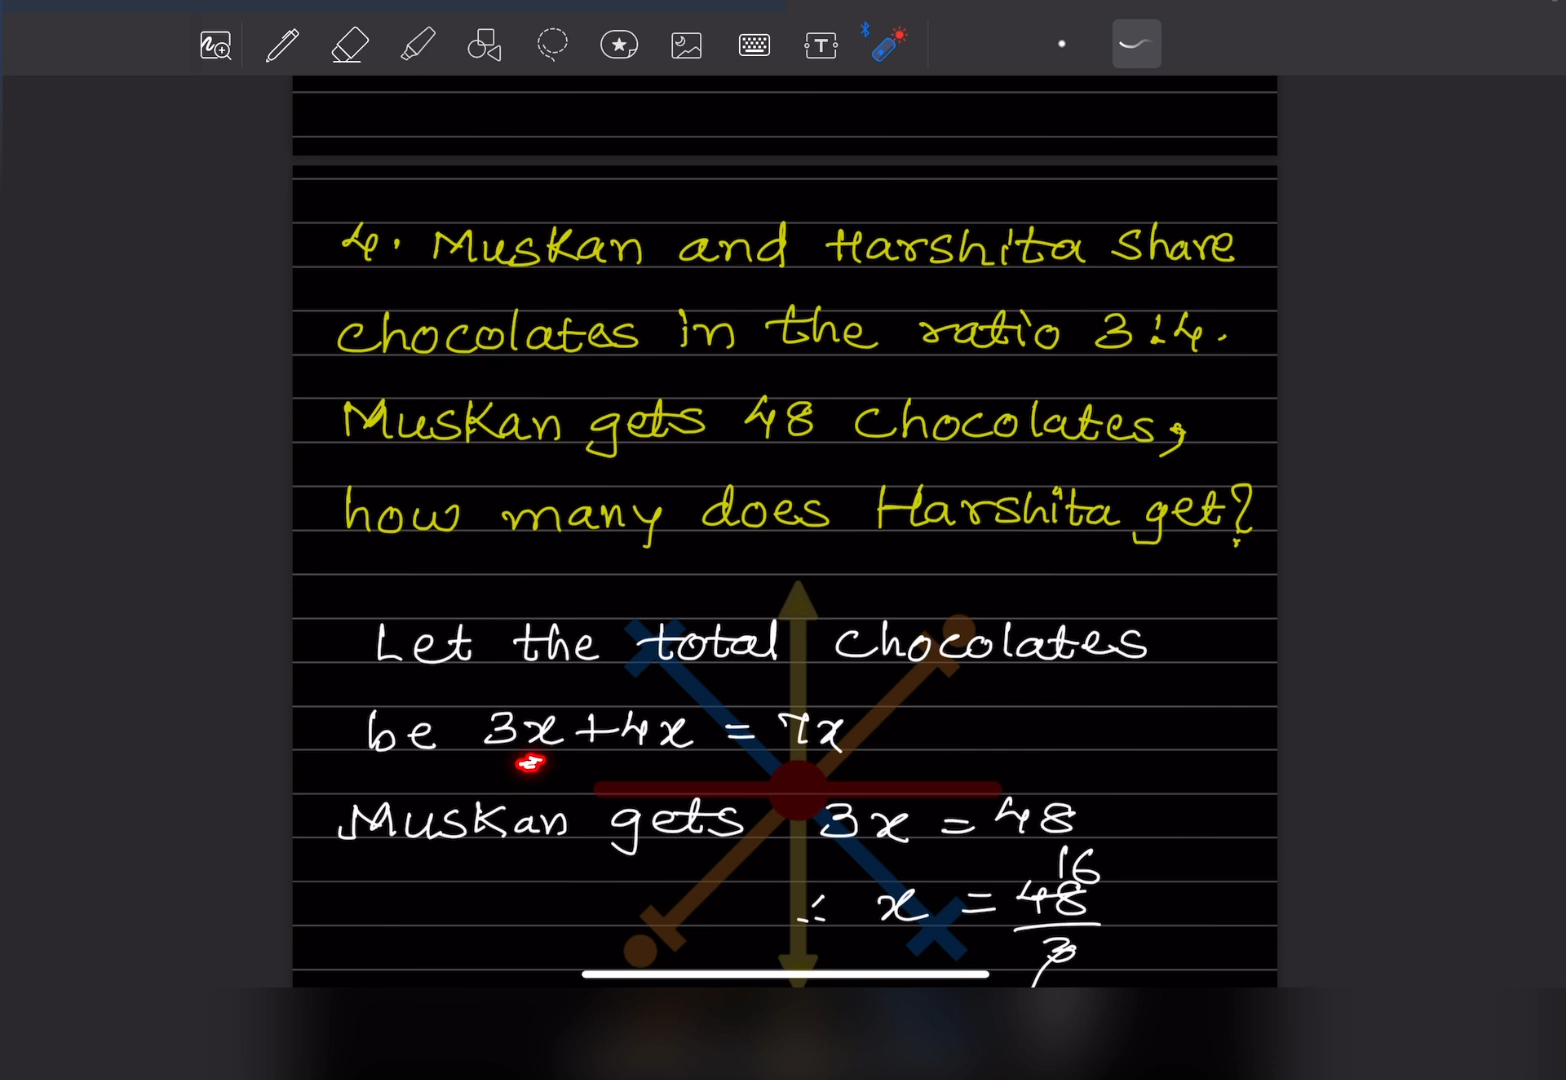 4. Muskan and Harshita share
chocolates in the ratio 3:4.
Muskan gets 48 chocolates,
how many does Harshita get?
Let the total chocolates
be 3x+4x = 7x
Muskan gets 3x = 48
16
∴ x = 48
3